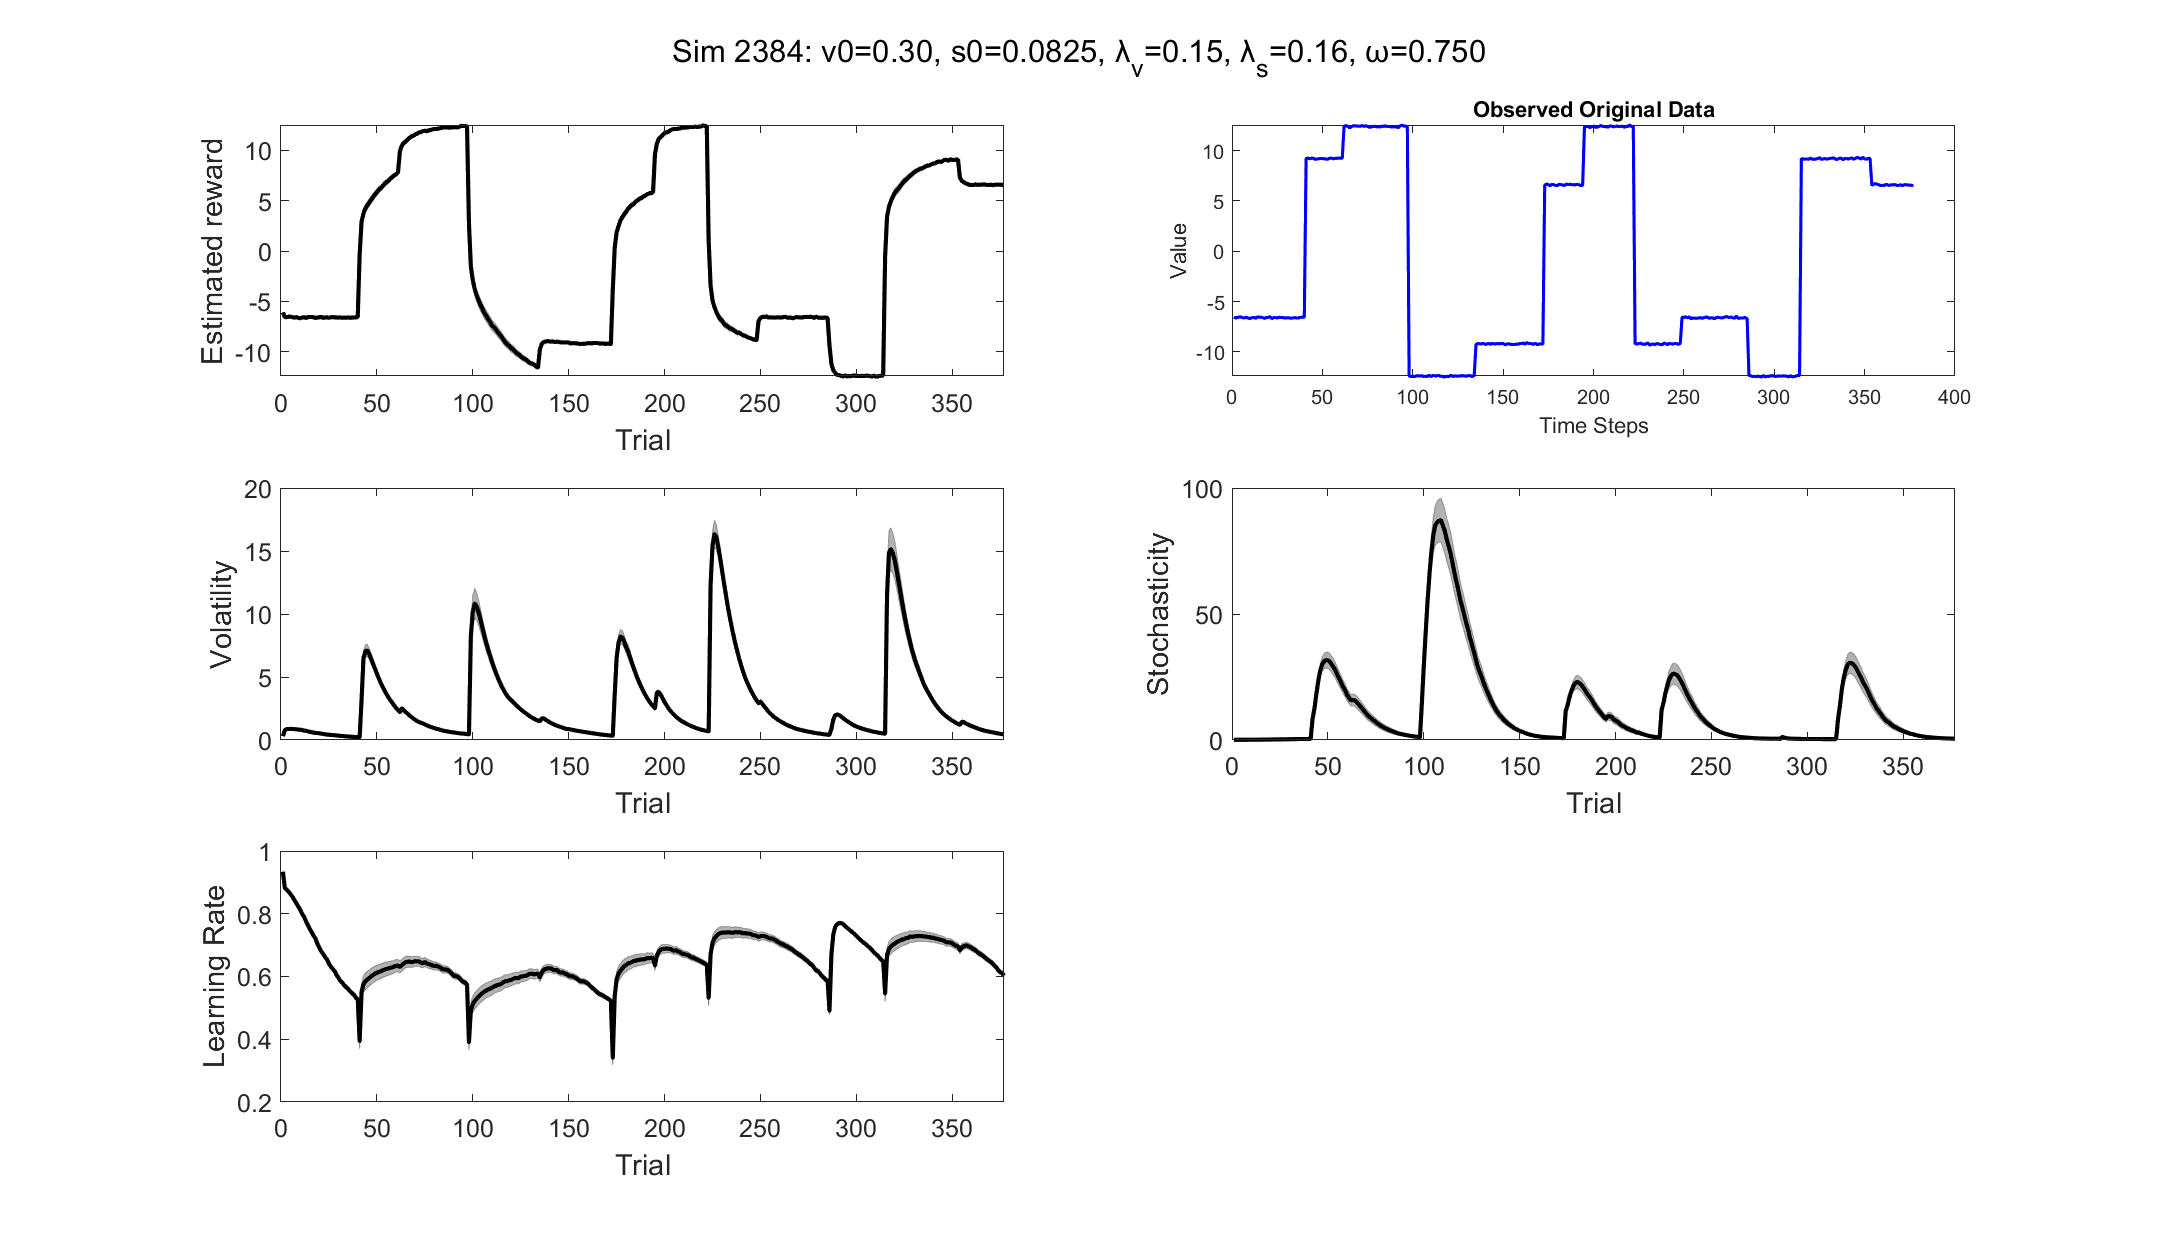 Sim 2384: v0=0.30, s0=0.0825, λv=0.15, λs=0.16, ω=0.750
Estimated reward
10
5
0
-5
-10
0 50 100 150 200 250 300 350
Trial
Observed Original Data
Value
10
5
0
-5
-10
0 50 100 150 200 250 300 350 400
Time Steps
Volatility
20
15
10
5
0
0 50 100 150 200 250 300 350
Trial
Stochasticity
100
50
0
0 50 100 150 200 250 300 350
Trial
Learning Rate
1
0.8
0.6
0.4
0.2
0 50 100 150 200 250 300 350
Trial